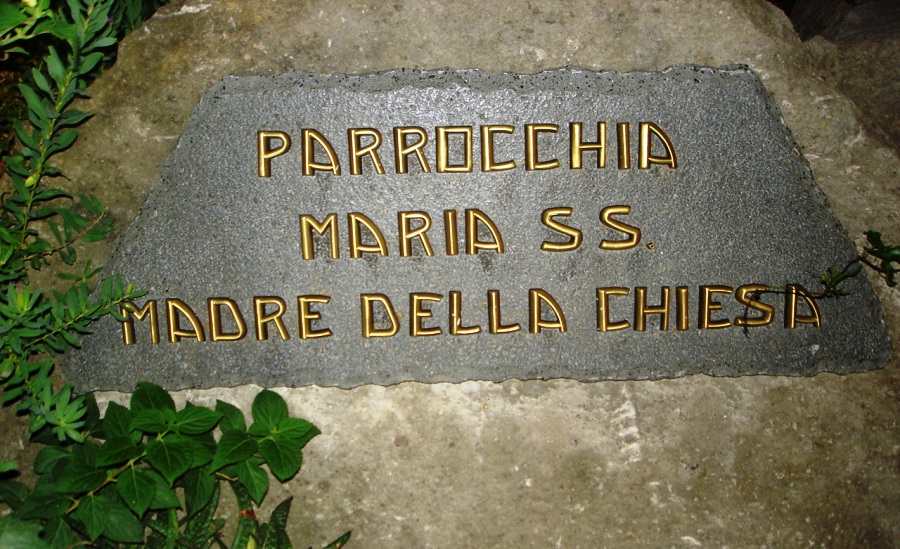 PARROCCHIA
MARIA SS.
MADRE DELLA CHIESA